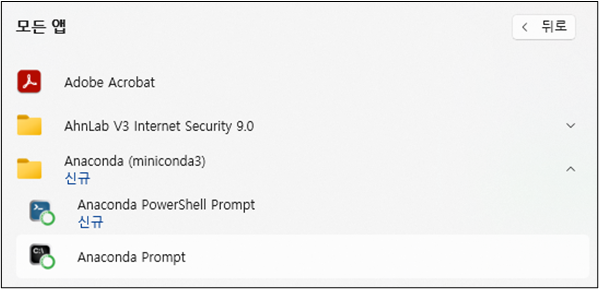 모든 앱
뒤로
Adobe Acrobat
AhnLab V3 Internet Security 9.0
Anaconda (miniconda3)
신규
Anaconda PowerShell Prompt
신규
Anaconda Prompt